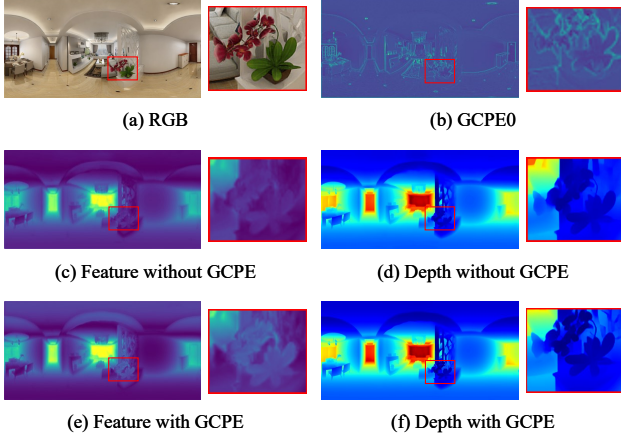 (a) RGB
(b) GCPE0
(c) Feature without GCPE
(d) Depth without GCPE
(e) Feature with GCPE
(f) Depth with GCPE